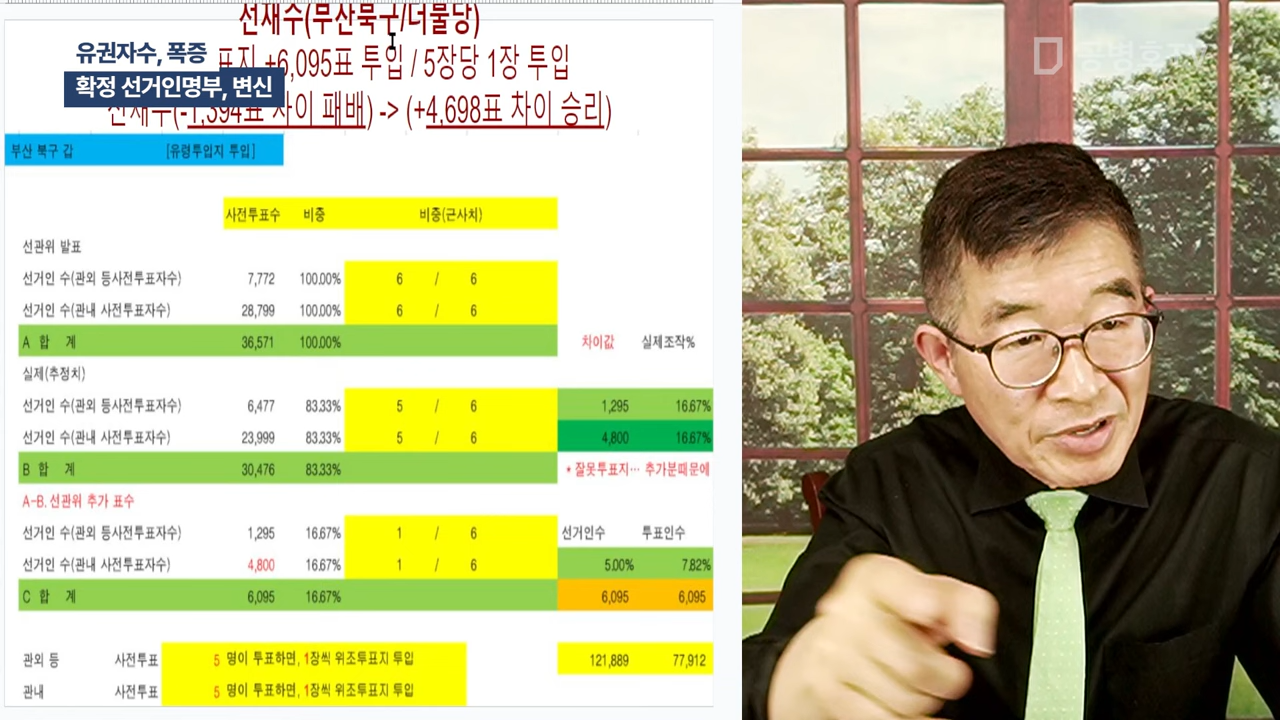 선재수(부산북구/더물당)
유권자수, 폭증
표지 +6,095표 투입 / 5장당 1장 투입
확정 선거인명부, 변신
선재수(-1,394표 차이 패배) -> (+4,698표 차이 승리)
부산 북구 갑 [유령투입지 투입]
사전투표수 비중 비중(근사치)
선관위 발표
선거인 수(관외 등사전투표자수) 7,772 100.00% 6 / 6
선거인 수(관내 사전투표자수) 28,799 100.00% 6 / 6
A 합 계 36,571 100.00% 차이값 실제조작%
실제(추정치)
선거인 수(관외 등사전투표자수) 6,477 83.33% 5 / 6 1,295 16.67%
선거인 수(관내 사전투표자수) 23,999 83.33% 5 / 6 4,800 16.67%
B 합 계 30,476 83.33% * 잘못투표지… 추가분때문에
A-B. 선관위 추가 표수
선거인 수(관외 등사전투표자수) 1,295 16.67% 1 / 6 선거인수 투표인수
선거인 수(관내 사전투표자수) 4,800 16.67% 1 / 6 5.00% 7.82%
C 합 계 6,095 16.67% 6,095 6,095
관외 등 사전투표 5 명이 투표하면, 1장씩 위조투표지 투입 121,889 77,912
관내 사전투표 5 명이 투표하면, 1장씩 위조투표지 투입
공병호